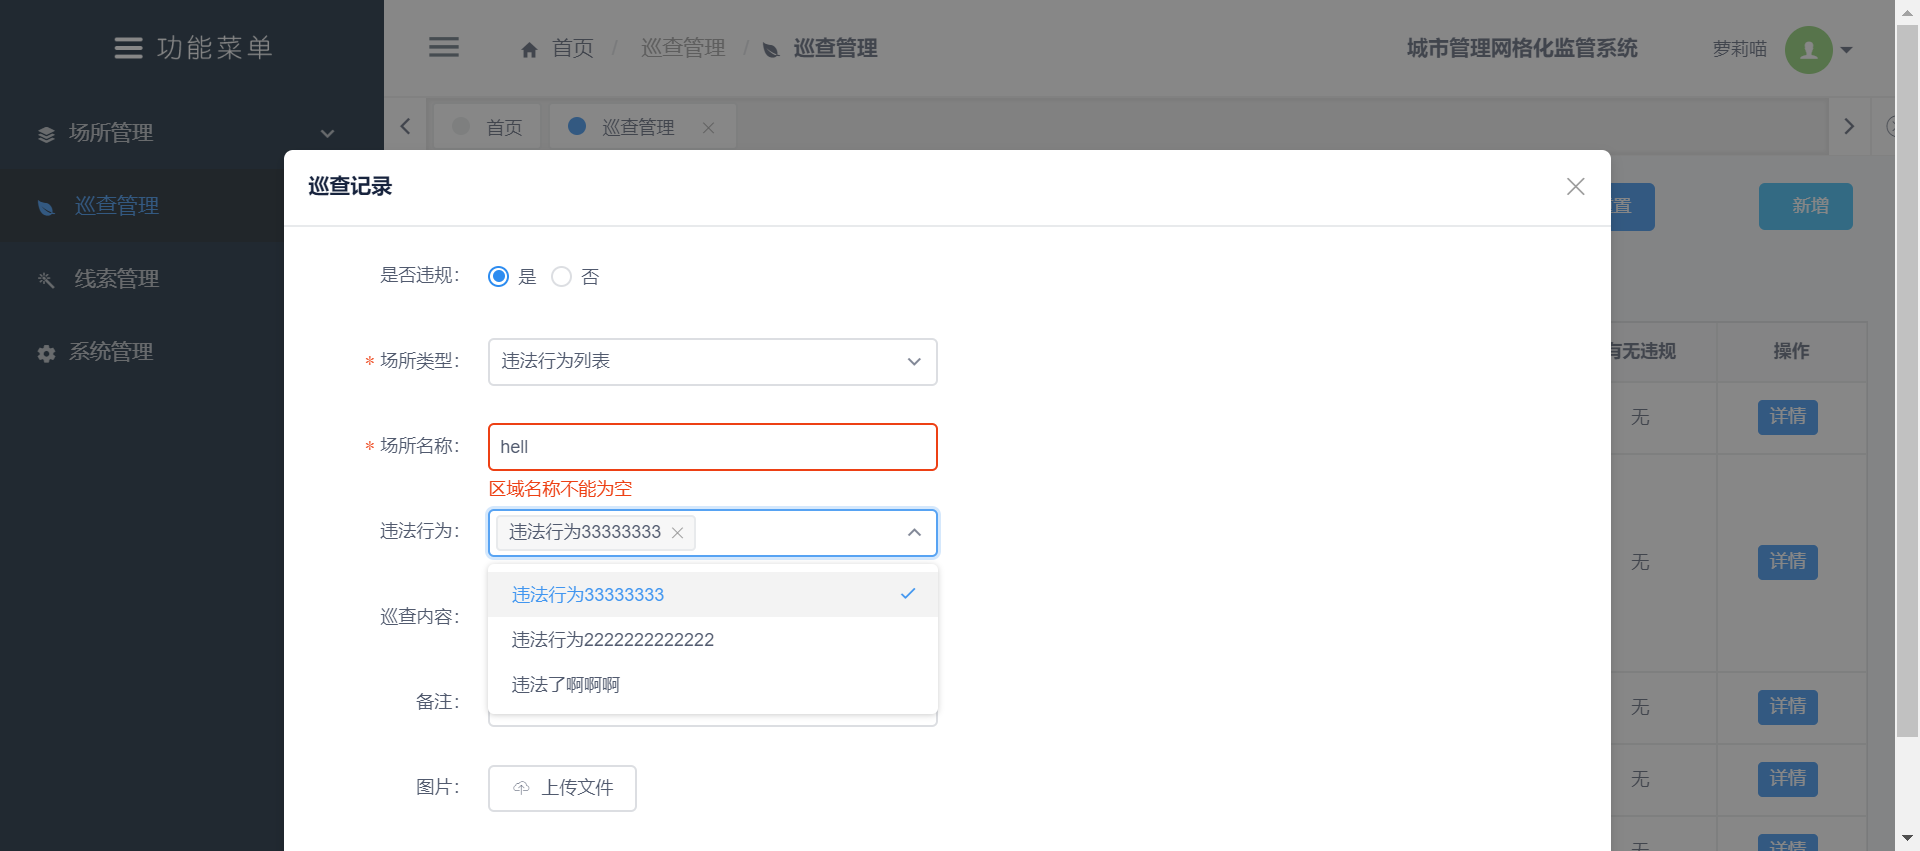 功能菜单
首页 / 巡查管理 / 巡查管理
城市管理网格化监管系统
萝莉喵
场所管理
巡查管理
线索管理
系统管理
首页
巡查管理
置
新增
巡查记录
是否违规：
是
否
* 场所类型：
违法行为列表
* 场所名称：
hell
区域名称不能为空
违法行为：
违法行为33333333
违法行为33333333
违法行为2222222222222
违法了啊啊啊
巡查内容：
备注：
图片：
上传文件
有无违规
操作
无
详情
无
详情
无
详情
无
详情
无
详情